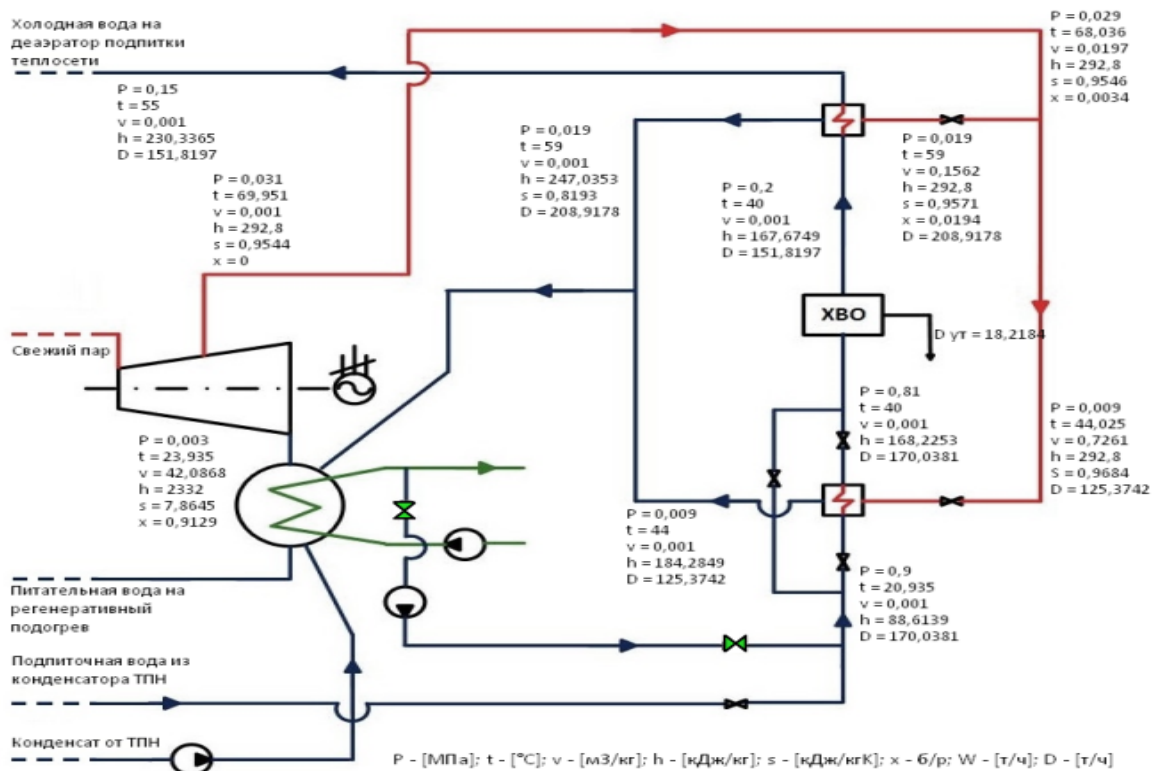 Холодная вода на
деаэратор подпитки
теплосети
P = 0,15
t = 55
v = 0,001
h = 230,3365
D = 151,8197
P = 0,031
t = 69,951
v = 0,001
h = 292,8
s = 0,9544
x = 0
P = 0,019
t = 59
v = 0,001
h = 247,0353
s = 0,8193
D = 208,9178
P = 0,2
t = 40
v = 0,001
h = 167,6749
D = 151,8197
P = 0,019
t = 59
v = 0,1562
h = 292,8
s = 0,9571
x = 0,0194
D = 208,9178
P = 0,029
t = 68,036
v = 0,0197
h = 292,8
s = 0,9546
x = 0,0034
ХВО
D ут = 18,2184
Свежий пар
P = 0,003
t = 23,935
v = 42,0868
h = 2332
s = 7,8645
x = 0,9129
P = 0,81
t = 40
v = 0,001
h = 168,2253
D = 170,0381
P = 0,009
t = 44,025
v = 0,7261
h = 292,8
S = 0,9684
D = 125,3742
P = 0,009
t = 44
v = 0,001
h = 184,2849
D = 125,3742
P = 0,9
t = 20,935
v = 0,001
h = 88,6139
D = 170,0381
Питательная вода на
регенеративный
подогрев
Подпиточная вода из
конденсатора ТПН
Конденсат от ТПН
P - [МПа]; t - [°C]; v - [м3/кг]; h - [кДж/кг]; s - [кДж/кгК]; x - б/р; W - [т/ч]; D - [т/ч]